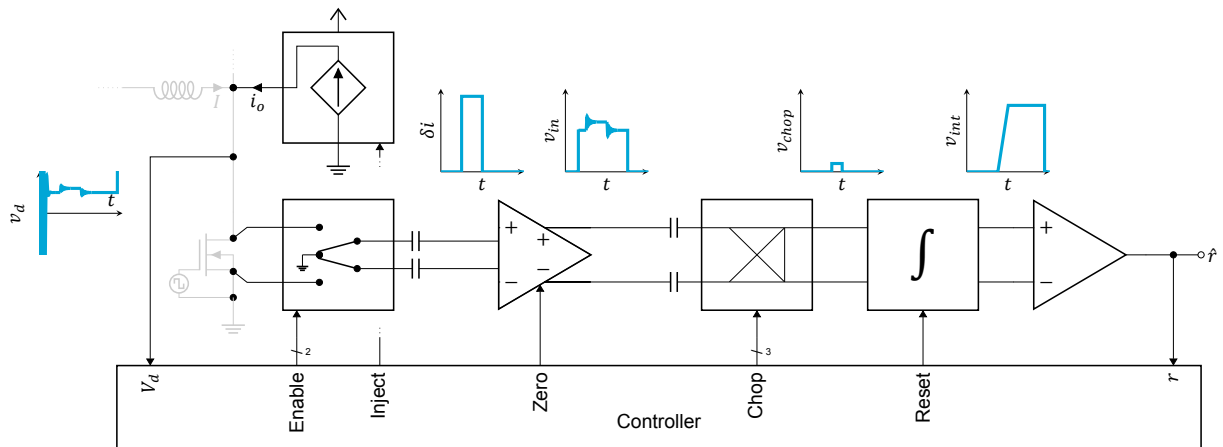 I
i_o
δi
t
v_in
t
v_chop
t
v_int
t
v_d
t
+
−
+
−
∫
+
−
r̂
2
3
V_d
Enable
Inject
Zero
Chop
Reset
r
Controller